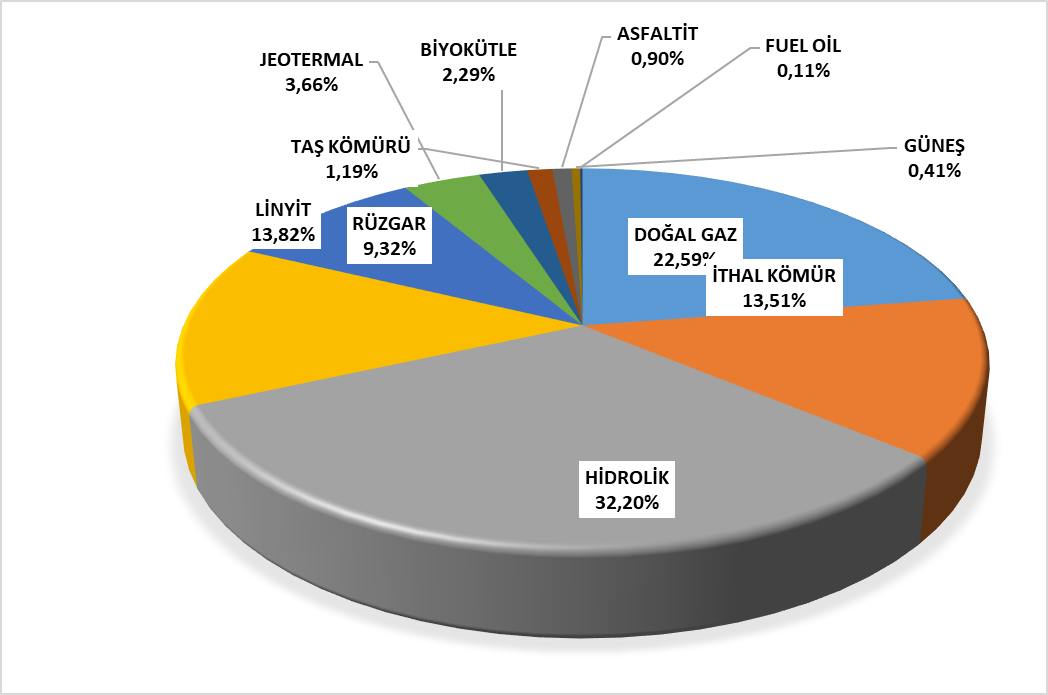 ASFALTİT
0,90%
FUEL OİL
0,11%
BİYOKÜTLE
2,29%
JEOTERMAL
3,66%
TAŞ KÖMÜRÜ
1,19%
GÜNEŞ
0,41%
LİNYİT
13,82%
RÜZGAR
9,32%
DOĞAL GAZ
22,59%
İTHAL KÖMÜR
13,51%
HİDROLİK
32,20%